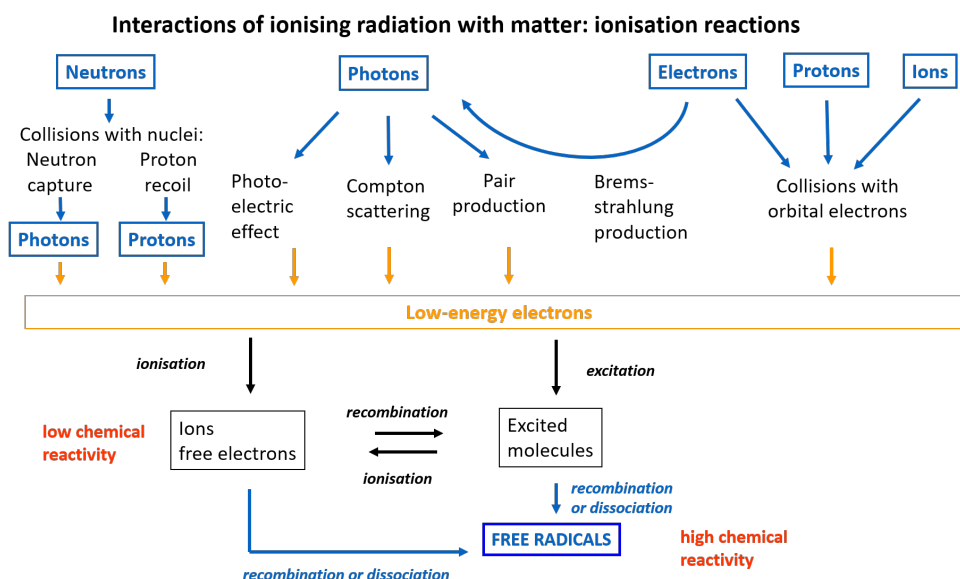 Interactions of ionising radiation with matter: ionisation reactions
Neutrons
Photons
Electrons
Protons
Ions
Collisions with nuclei:
Neutron
capture
Proton
recoil
Photons
Protons
Photo-
electric
effect
Compton
scattering
Pair
production
Brems-
strahlung
production
Collisions with
orbital electrons
Low-energy electrons
ionisation
excitation
low chemical
reactivity
Ions
free electrons
recombination
ionisation
Excited
molecules
recombination
or dissociation
FREE RADICALS
high chemical
reactivity
recombination or dissociation